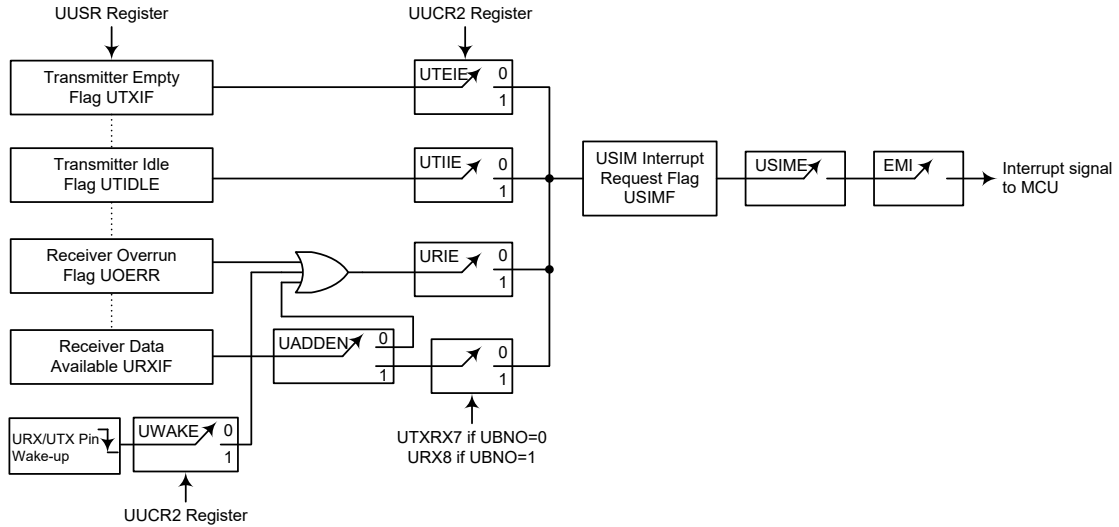 UUSR Register
UUCR2 Register
Transmitter Empty
Flag UTXIF
UTEIE
0
1
Transmitter Idle
Flag UTIDLE
UTIIE
0
1
USIM Interrupt
Request Flag
USIMF
USIME
EMI
Interrupt signal
to MCU
Receiver Overrun
Flag UOERR
URIE
0
1
Receiver Data
Available URXIF
UADDEN
0
1
0
1
URX/UTX Pin
Wake-up
UWAKE
0
1
UTXRX7 if UBNO=0
URX8 if UBNO=1
UUCR2 Register